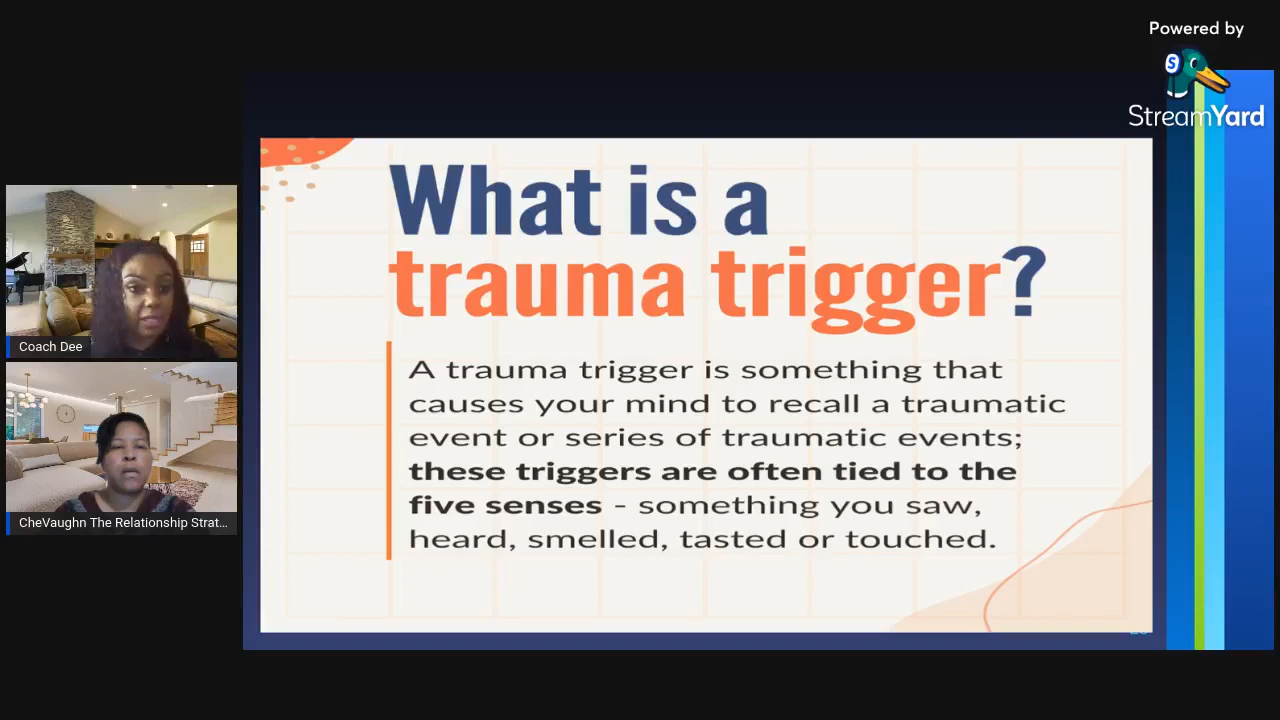 Powered by
StreamYard
What is a
trauma trigger?
A trauma trigger is something that
causes your mind to recall a traumatic
event or series of traumatic events;
these triggers are often tied to the
five senses - something you saw,
heard, smelled, tasted or touched.
Coach Dee
CheVaughn The Relationship Strat...